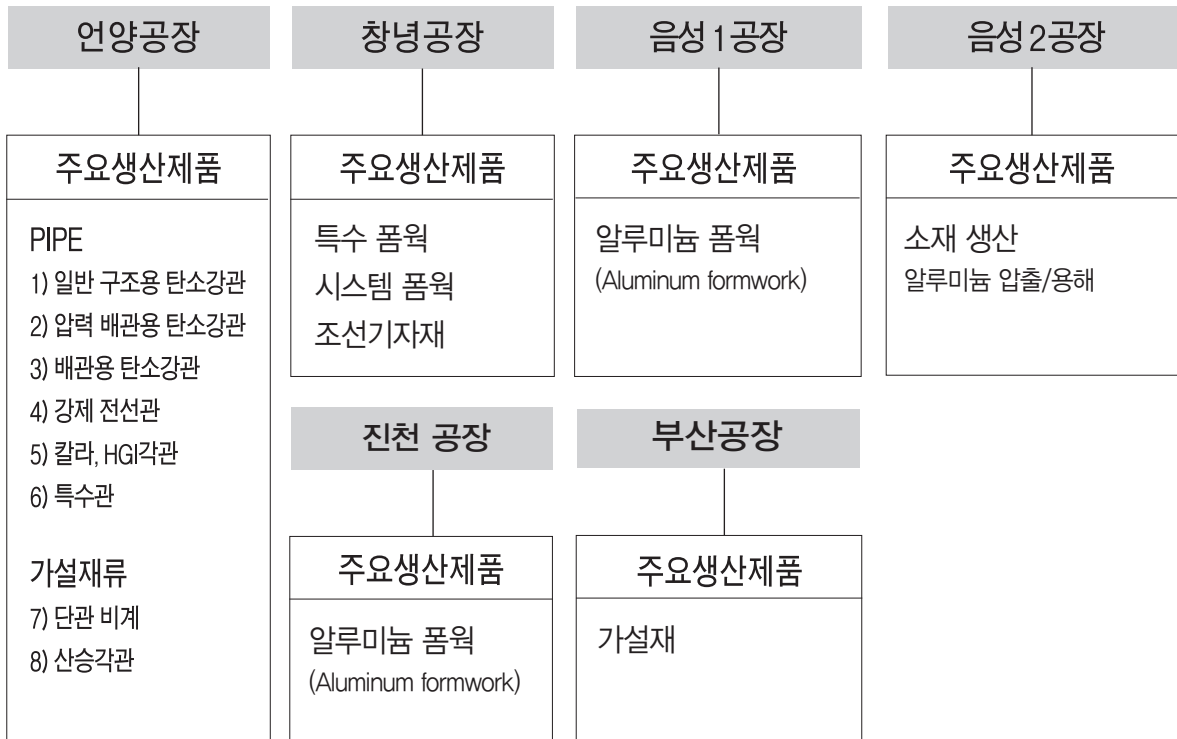 언양공장
주요생산제품
PIPE
1) 일반 구조용 탄소강관
2) 압력 배관용 탄소강관
3) 배관용 탄소강관
4) 강제 전선관
5) 칼라, HGI각관
6) 특수관
가설재류
7) 단관 비계
8) 산승각관
창녕공장
주요생산제품
특수 폼웍
시스템 폼웍
조선기자재
음성1공장
주요생산제품
알루미늄 폼웍
(Aluminum formwork)
음성2공장
주요생산제품
소재 생산
알루미늄 압출/용해
진천 공장
주요생산제품
알루미늄 폼웍
(Aluminum formwork)
부산공장
주요생산제품
가설재